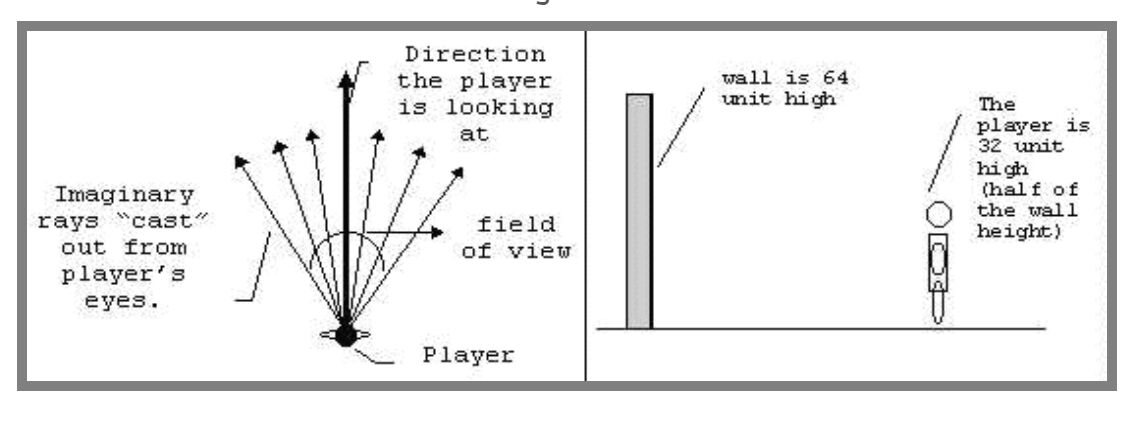 Direction
the player
is looking
at
Imaginary
rays “cast”
out from
player's
eyes.
field
of view
Player
wall is 64
unit high
The
player is
32 unit
high
(half of
the wall
height)